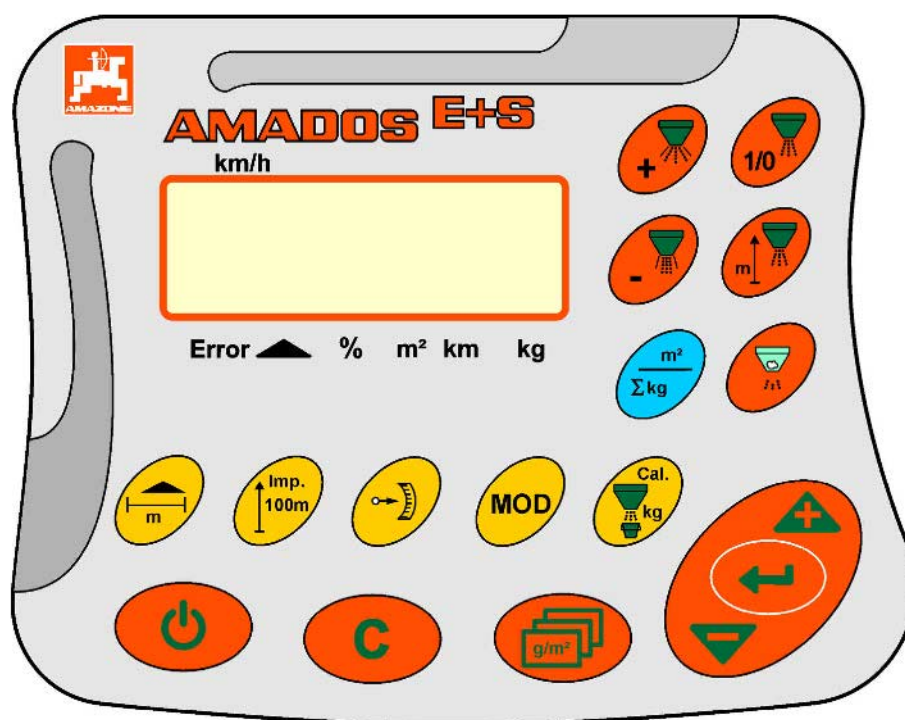 AMAZONE
AMADOS E+S
km/h
+
1/0
-
m
Error % m² km kg
m²
Σkg
m
Imp.
100m
MOD
Cal.
kg
C
g/m²